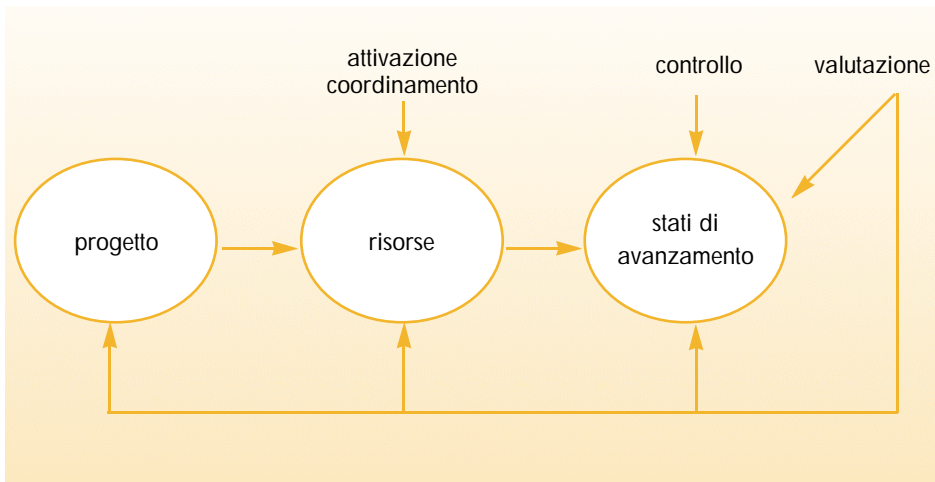 attivazione
coordinamento
controllo
valutazione
progetto
risorse
stati di
avanzamento